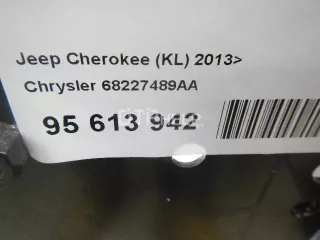 Jeep Cherokee (KL) 2013>
Chrysler 68227489AA
95 613 942